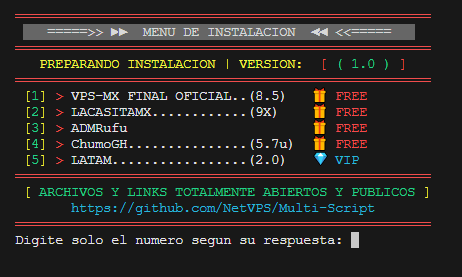 =====>> ▶▶ MENU DE INSTALACION ◀◀ <<=====
PREPARANDO INSTALACION | VERSION: [ ( 1.0 ) ]
[1] > VPS-MX FINAL OFICIAL..(8.5) 🎁 FREE
[2] > LACASITAMX............(9X) 🎁 FREE
[3] > ADMRufu 🎁 FREE
[4] > ChumoGH...............(5.7u) 🎁 FREE
[5] > LATAM.................(2.0) 💎 VIP
[ ARCHIVOS Y LINKS TOTALMENTE ABIERTOS Y PUBLICOS ]
https://github.com/NetVPS/Multi-Script
Digite solo el numero segun su respuesta: